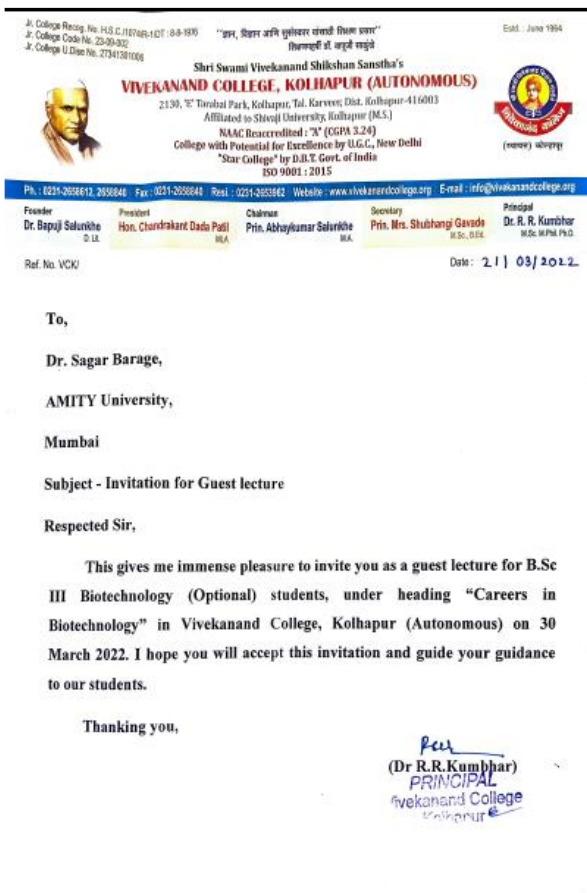 Jr. College Recog. No. H.S.C./1078/R-1 DT : 8-8-1976
Jr. College Code No. 23-09-002
Jr. College U.Dise No. 27341301006
"ज्ञान, विज्ञान आणि सुसंस्कार यांसाठी शिक्षण प्रसार"
शिक्षणमहर्षी डॉ. बापूजी साळुंखे
Estd. : June 1964
Shri Swami Vivekanand Shikshan Sanstha's
VIVEKANAND COLLEGE, KOLHAPUR (AUTONOMOUS)
2130, 'E' Tarabai Park, Kolhapur, Tal. Karveer, Dist. Kolhapur-416003
Affiliated to Shivaji University, Kolhapur (M.S.)
NAAC Reaccredited : "A" (CGPA 3.24)
College with Potential for Excellence by U.G.C., New Delhi
"Star College" by D.B.T. Govt. of India
ISO 9001 : 2015
विवेकानंद कॉलेज
(स्वायत्त) कोल्हापूर
Ph. : 0231-2658612, 2658840 Fax : 0231-2658840 Resi. : 0231-2653962 Website : www.vivekanandcollege.org E-mail : info@vivekanandcollege.org
Founder
Dr. Bapuji Salunkhe
D. Lit.
President
Hon. Chandrakant Dada Patil
MLA
Chairman
Prin. Abhaykumar Salunkhe
M.A.
Secretary
Prin. Mrs. Shubhangi Gavade
M.Sc., B.Ed.
Principal
Dr. R. R. Kumbhar
M.Sc. M.Phil. Ph.D.
Ref. No. VCK/
Date : 21| 03/2022
To,
Dr. Sagar Barage,
AMITY University,
Mumbai
Subject - Invitation for Guest lecture
Respected Sir,
This gives me immense pleasure to invite you as a guest lecture for B.Sc
III Biotechnology (Optional) students, under heading “Careers in
Biotechnology” in Vivekanand College, Kolhapur (Autonomous) on 30
March 2022. I hope you will accept this invitation and guide your guidance
to our students.
Thanking you,
(Dr R.R.Kumbhar)
PRINCIPAL
Vivekanand College
Kolhapur